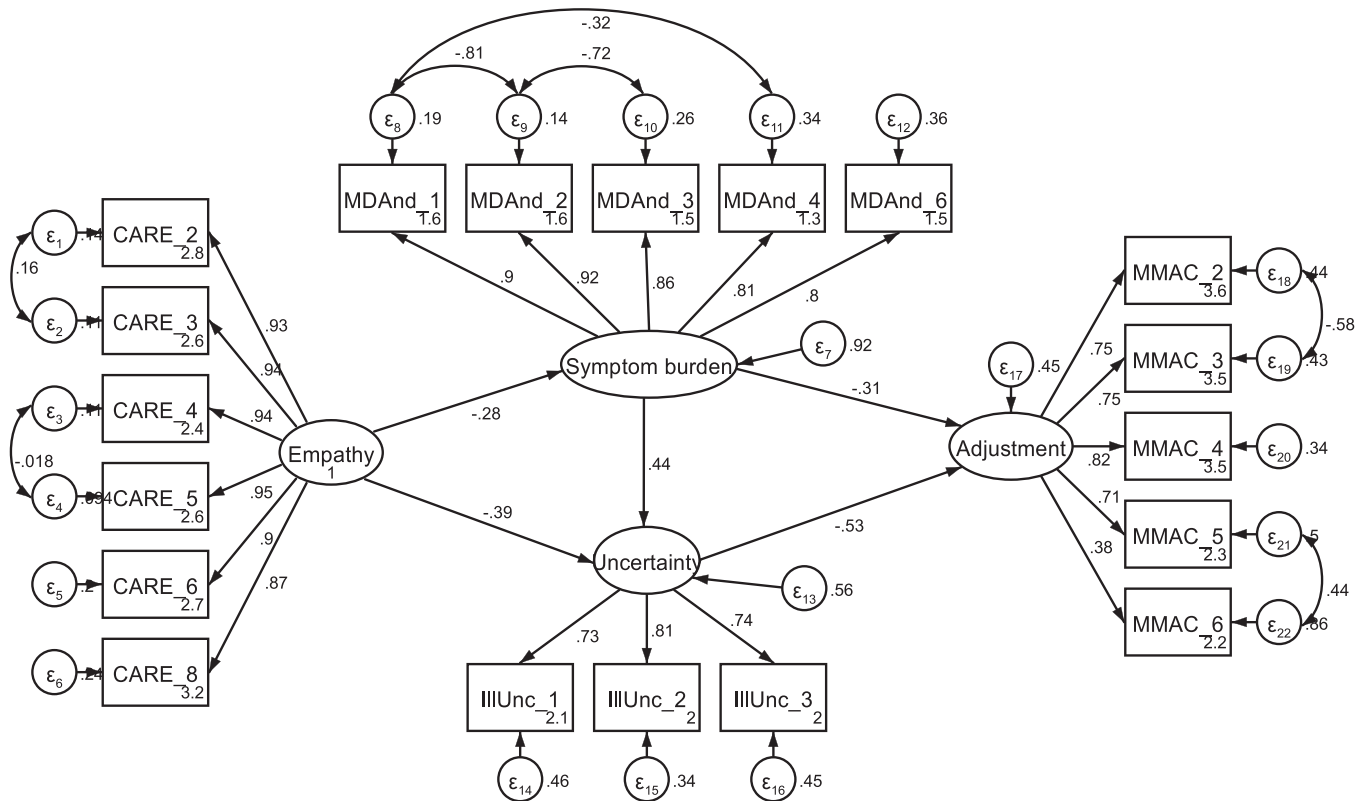 -.32
-.81
-.72
ε8 .19
ε9 .14
ε10 .26
ε11 .34
ε12 .36
MDAnd_1
1.6
MDAnd_2
1.6
MDAnd_3
1.5
MDAnd_4
1.3
MDAnd_6
1.5
.9
.92
.86
.81
.8
ε1 .14
CARE_2
2.8
.16
ε2 .11
CARE_3
2.6
ε3 .11
CARE_4
2.4
-.018
ε4 .094
CARE_5
2.6
ε5 .2
CARE_6
2.7
ε6 .24
CARE_8
3.2
.93
.94
.94
.95
.9
.87
Empathy
1
-.28
-.39
Symptom burden
ε7 .92
.44
-.31
Uncertainty
ε13 .56
-.53
.73
.81
.74
IllUnc_1
2.1
IllUnc_2
2
IllUnc_3
2
ε14 .46
ε15 .34
ε16 .45
ε17 .45
Adjustment
.75
.75
.82
.71
.38
MMAC_2
3.6
ε18 .44
-.58
MMAC_3
3.5
ε19 .43
MMAC_4
3.5
ε20 .34
MMAC_5
2.3
ε21 .5
.44
MMAC_6
2.2
ε22 .86